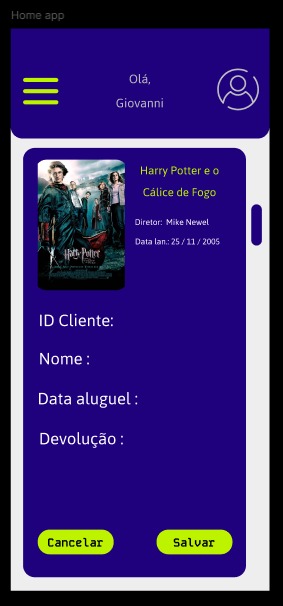 Home app
Olá,
Giovanni
Harry Potter e o
Cálice de Fogo
Diretor: Mike Newel
Data lan.: 25 / 11 / 2005
Harry Potter
ID Cliente:
Nome :
Data aluguel :
Devolução :
Cancelar
Salvar